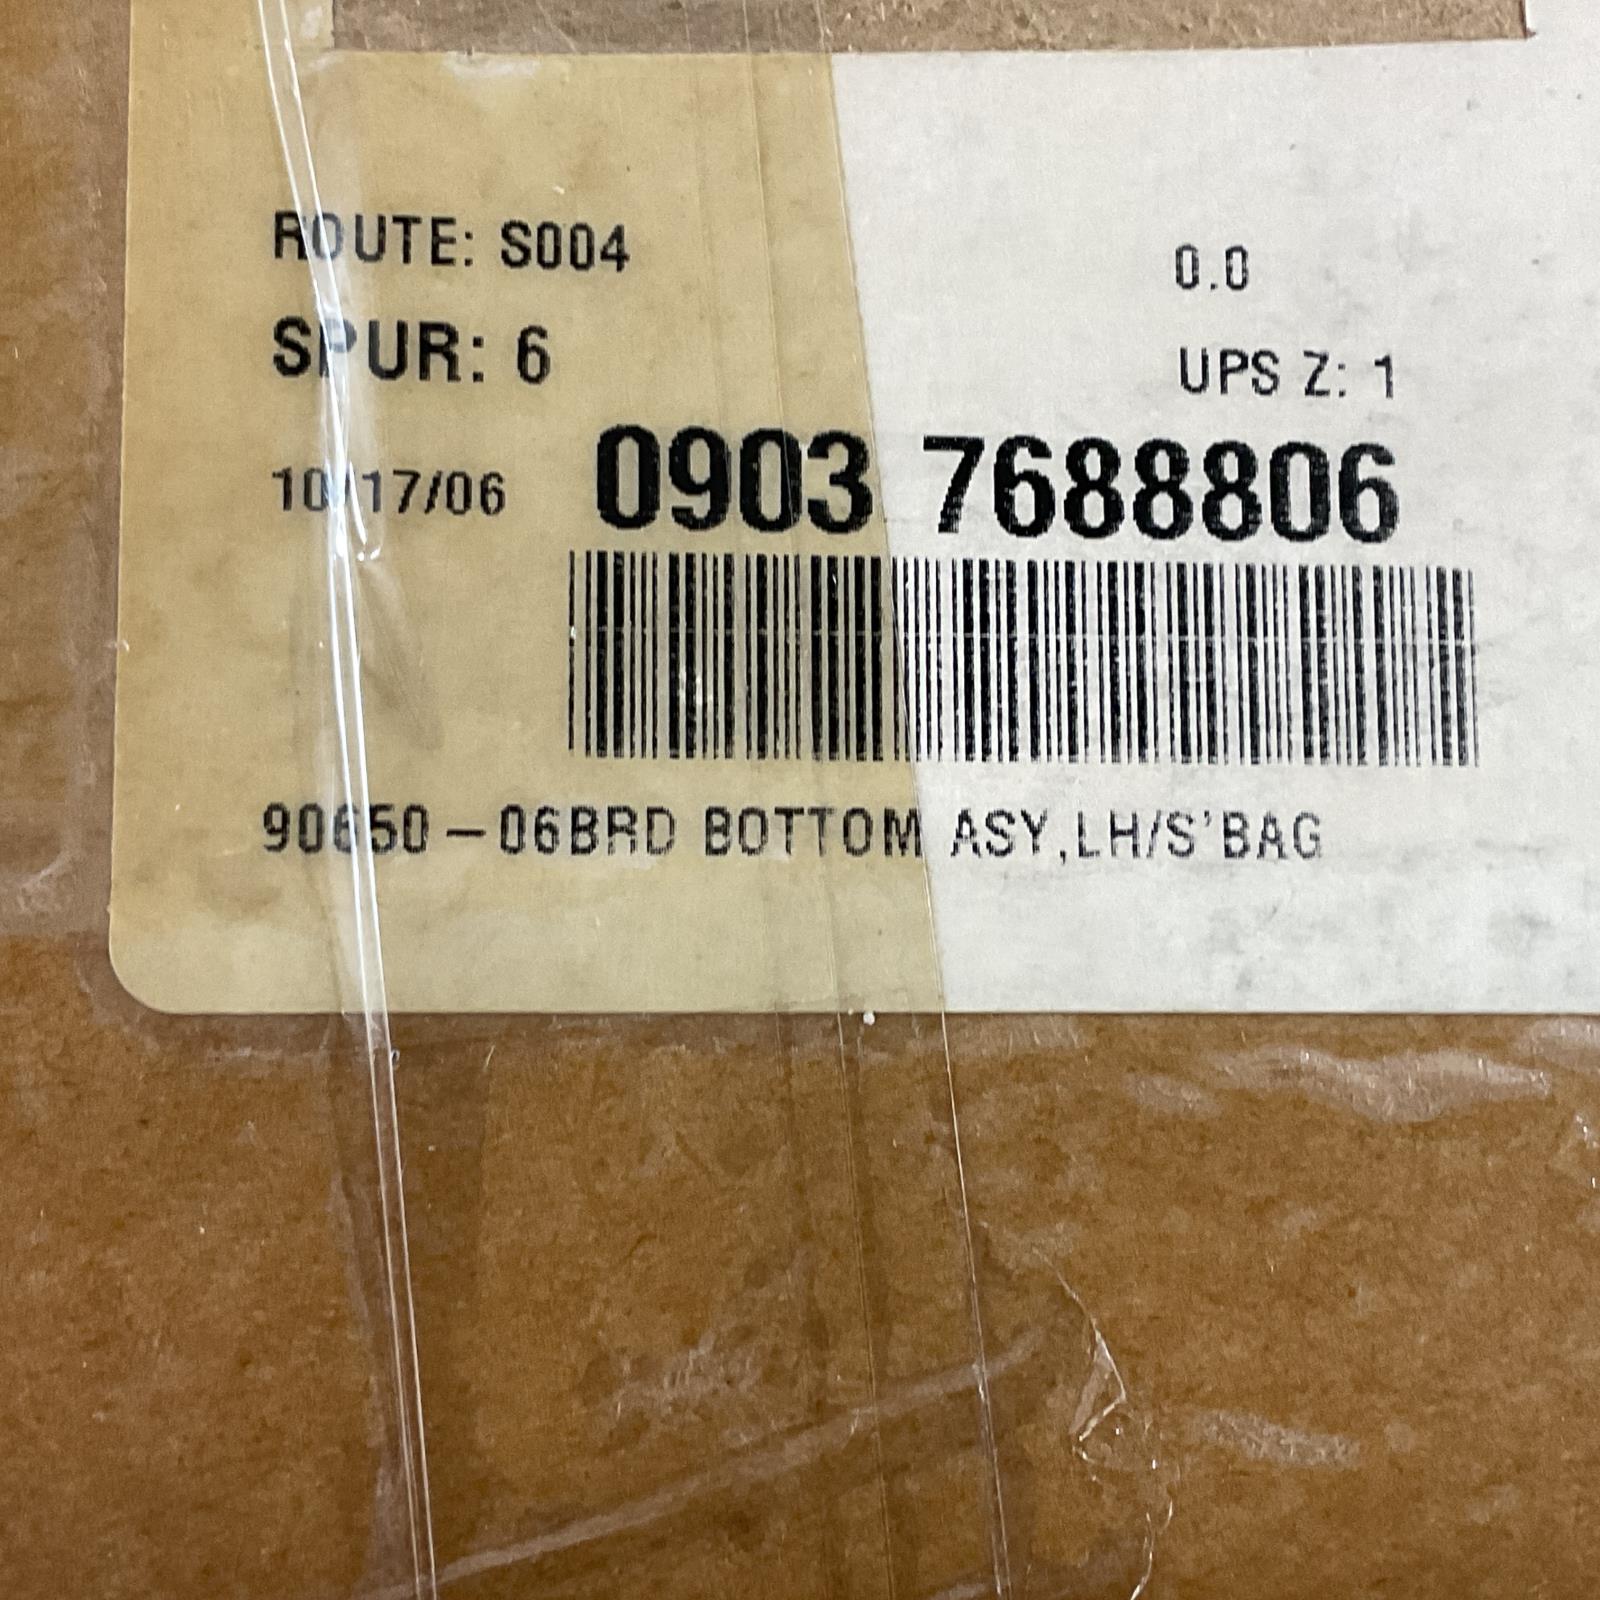 ROUTE: S004
0.0
SPUR: 6
UPS Z: 1
10/17/06
0903 7688806
90650-06BRD BOTTOM ASY,LH/S'BAG